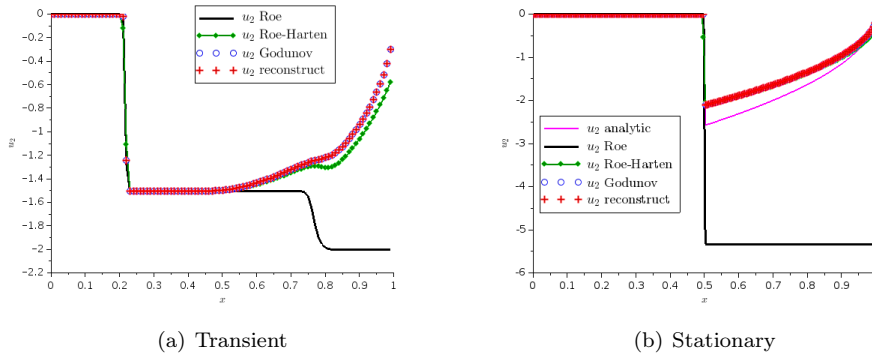 0
−0.2
−0.4
−0.6
−0.8
−1
−1.2
−1.4
−1.6
−1.8
−2
−2.2
u₂
u₂ Roe
u₂ Roe-Harten
u₂ Godunov
u₂ reconstruct
0 0.1 0.2 0.3 0.4 0.5 0.6 0.7 0.8 0.9 1
x
(a) Transient
0
−1
−2
−3
−4
−5
−6
u₂
u₂ analytic
u₂ Roe
u₂ Roe-Harten
u₂ Godunov
u₂ reconstruct
0 0.1 0.2 0.3 0.4 0.5 0.6 0.7 0.8 0.9
x
(b) Stationary